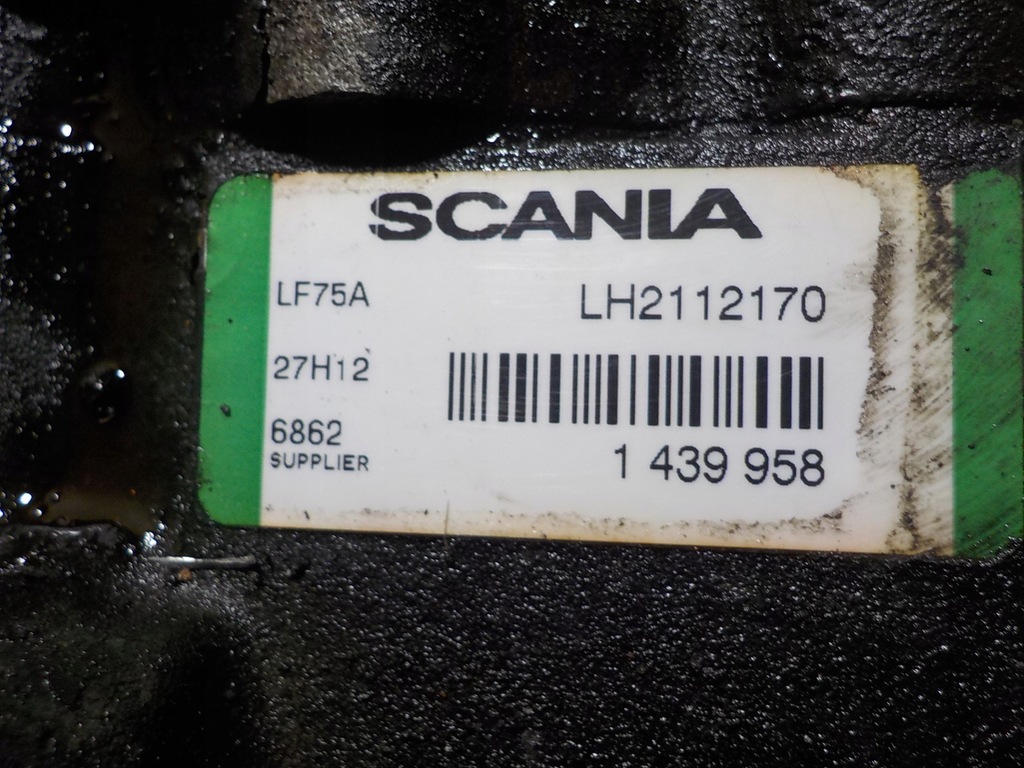 SCANIA
LF75A LH2112170
27H12
6862
SUPPLIER 1 439 958